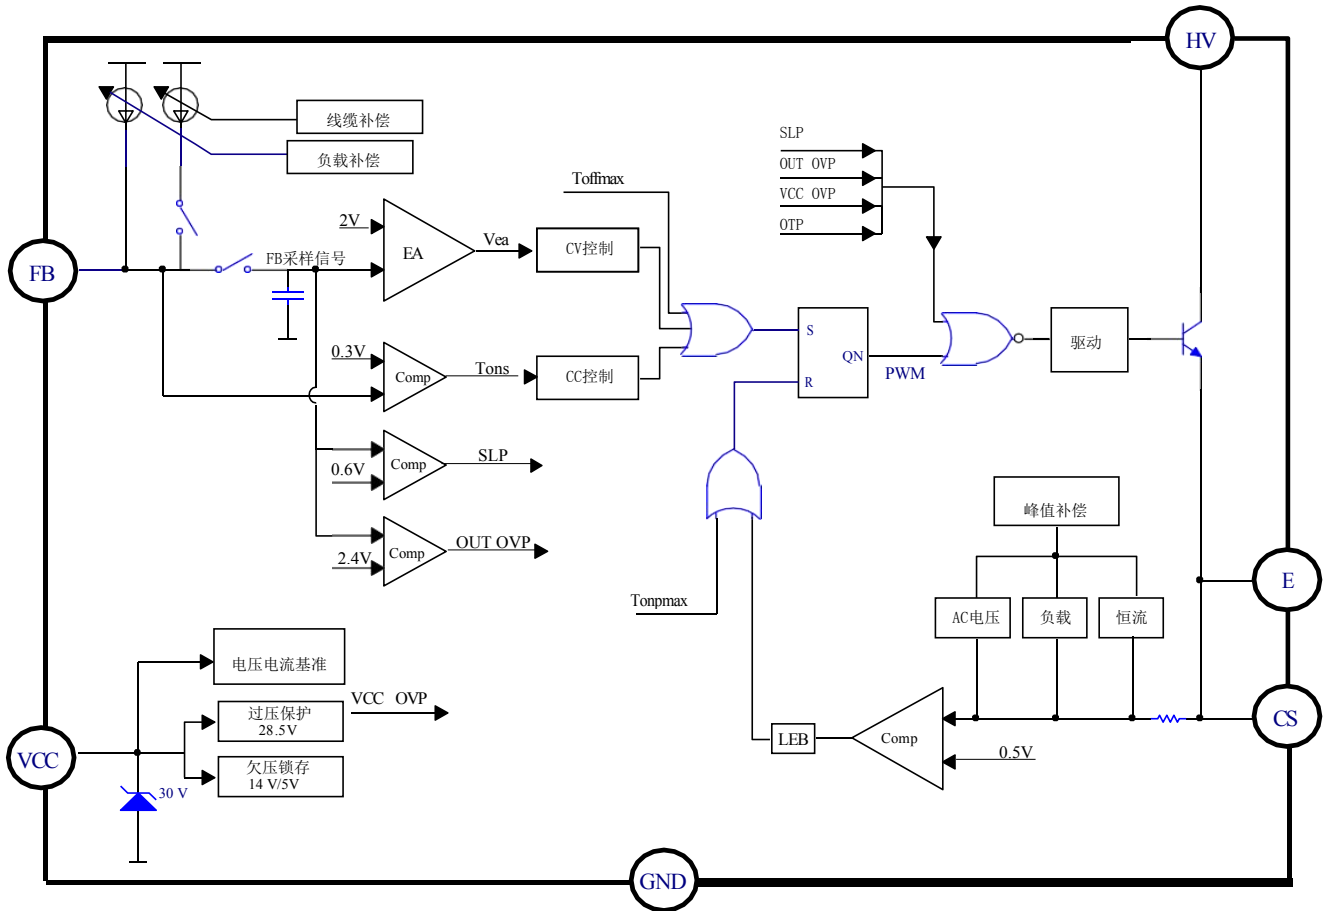 HV
线缆补偿
负载补偿
SLP
OUT OVP
VCC OVP
OTP
Toffmax
2V
EA
Vea
CV控制
FB
FB采样信号
S
QN
R
PWM
驱动
0.3V
Comp
Tons
CC控制
Comp
SLP
0.6V
Comp
OUT OVP
2.4V
峰值补偿
Tonpmax
AC电压
负载
恒流
E
电压电流基准
过压保护
28.5V
VCC OVP
欠压锁存
14 V/5V
VCC
30 V
LEB
Comp
0.5V
CS
GND